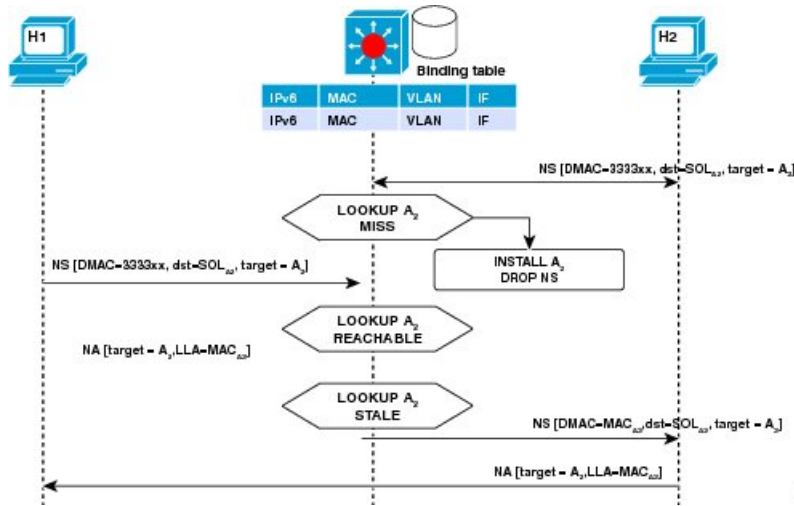 H1
H2
Binding table
IPv6 MAC VLAN IF
IPv6 MAC VLAN IF
NS [DMAC=3333xx, dst=SOLA2, target = A2]
LOOKUP A2
MISS
NS [DMAC=3333xx, dst=SOLA2, target = A2]
INSTALL A2
DROP NS
LOOKUP A2
REACHABLE
NA [target = A2,LLA=MACA2]
LOOKUP A2
STALE
NS [DMAC=MACA2,dst=SOLA2, target = A2]
NA [target = A2,LLA=MACA2]